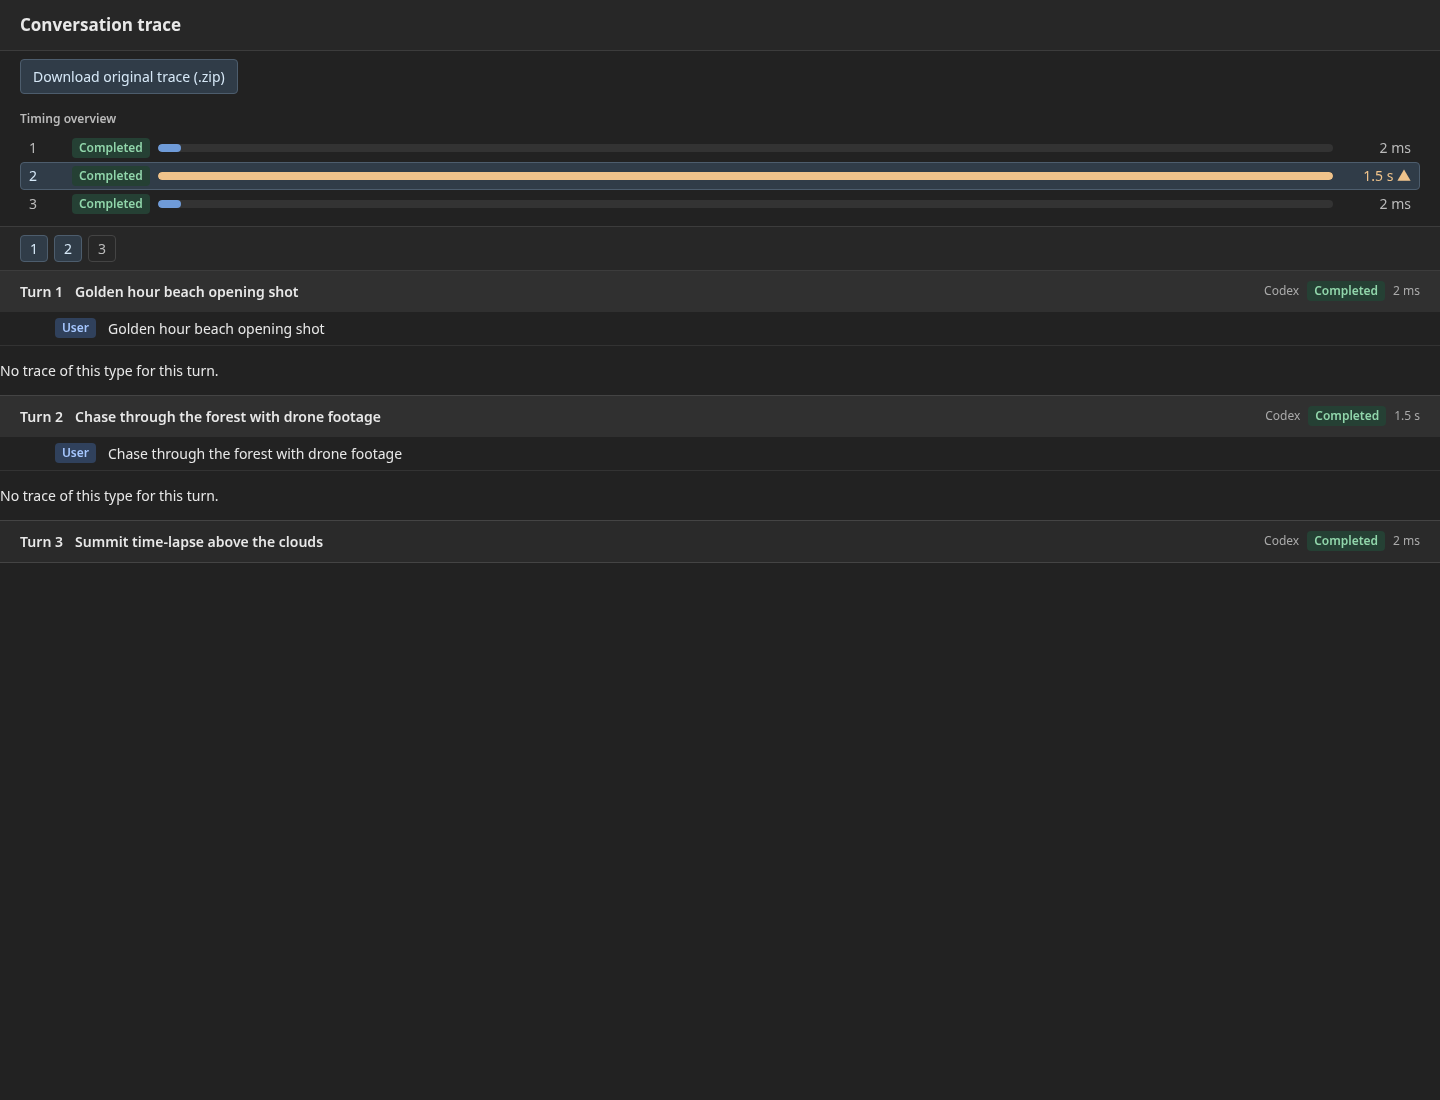 Conversation trace
Download original trace (.zip)
Timing overview
1 Completed 2 ms
2 Completed 1.5 s ▲
3 Completed 2 ms
1 2 3
Turn 1 Golden hour beach opening shot Codex Completed 2 ms
User Golden hour beach opening shot
No trace of this type for this turn.
Turn 2 Chase through the forest with drone footage Codex Completed 1.5 s
User Chase through the forest with drone footage
No trace of this type for this turn.
Turn 3 Summit time-lapse above the clouds Codex Completed 2 ms